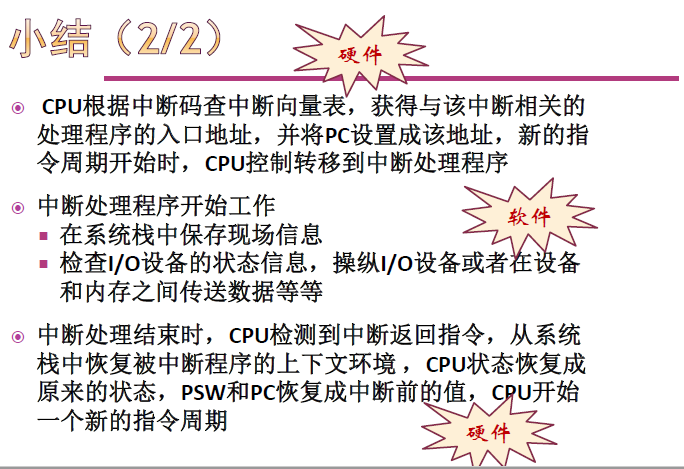 小结（2/2）
硬件
CPU根据中断码查中断向量表，获得与该中断相关的
处理程序的入口地址，并将PC设置成该地址，新的指
令周期开始时，CPU控制转移到中断处理程序
中断处理程序开始工作
软件
在系统栈中保存现场信息
检查I/O设备的状态信息，操纵I/O设备或者在设备
和内存之间传送数据等等
中断处理结束时，CPU检测到中断返回指令，从系统
栈中恢复被中断程序的上下文环境，CPU状态恢复成
原来的状态，PSW和PC恢复成中断前的值，CPU开始
一个新的指令周期
硬件